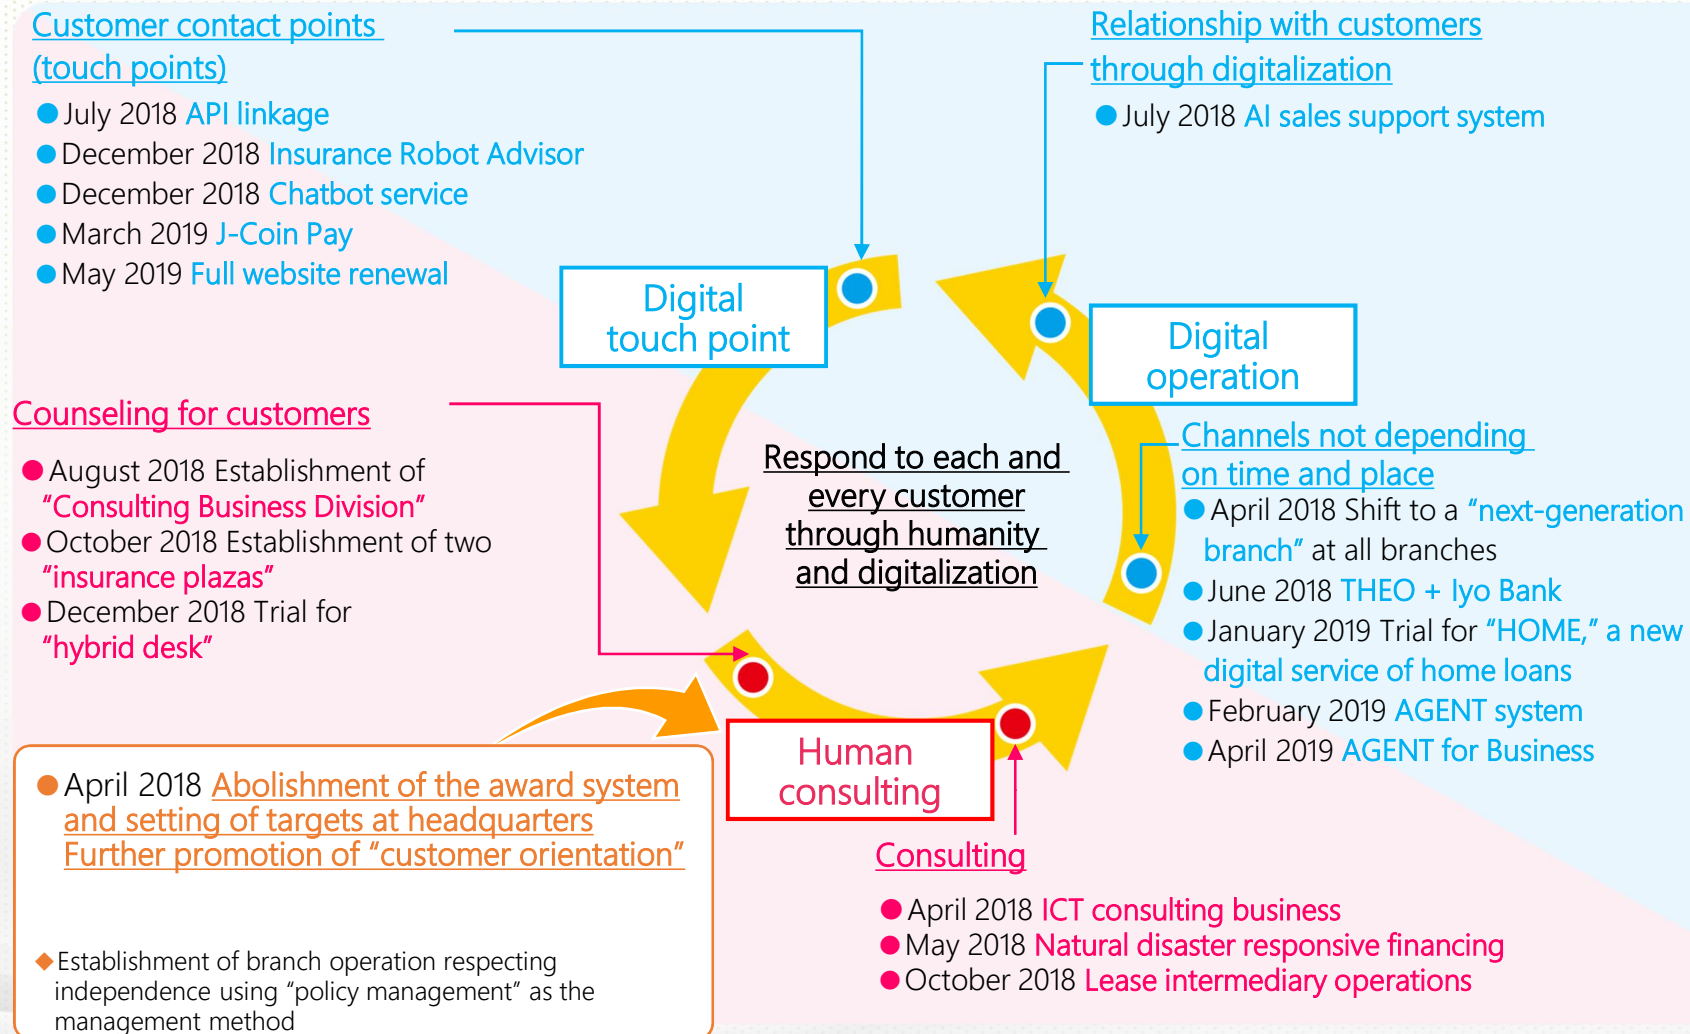 Customer contact points
(touch points)
●July 2018 API linkage
●December 2018 Insurance Robot Advisor
●December 2018 Chatbot service
●March 2019 J-Coin Pay
●May 2019 Full website renewal
Relationship with customers
through digitalization
●July 2018 AI sales support system
Digital
touch point
Digital
operation
Counseling for customers
●August 2018 Establishment of
“Consulting Business Division”
●October 2018 Establishment of two
“insurance plazas”
●December 2018 Trial for
“hybrid desk”
Respond to each and
every customer
through humanity
and digitalization
Channels not depending
on time and place
●April 2018 Shift to a “next-generation
branch” at all branches
●June 2018 THEO + Iyo Bank
●January 2019 Trial for “HOME,” a new
digital service of home loans
●February 2019 AGENT system
●April 2019 AGENT for Business
Human
consulting
●April 2018 Abolishment of the award system
and setting of targets at headquarters
Further promotion of “customer orientation”
◆Establishment of branch operation respecting
independence using “policy management” as the
management method
Consulting
●April 2018 ICT consulting business
●May 2018 Natural disaster responsive financing
●October 2018 Lease intermediary operations